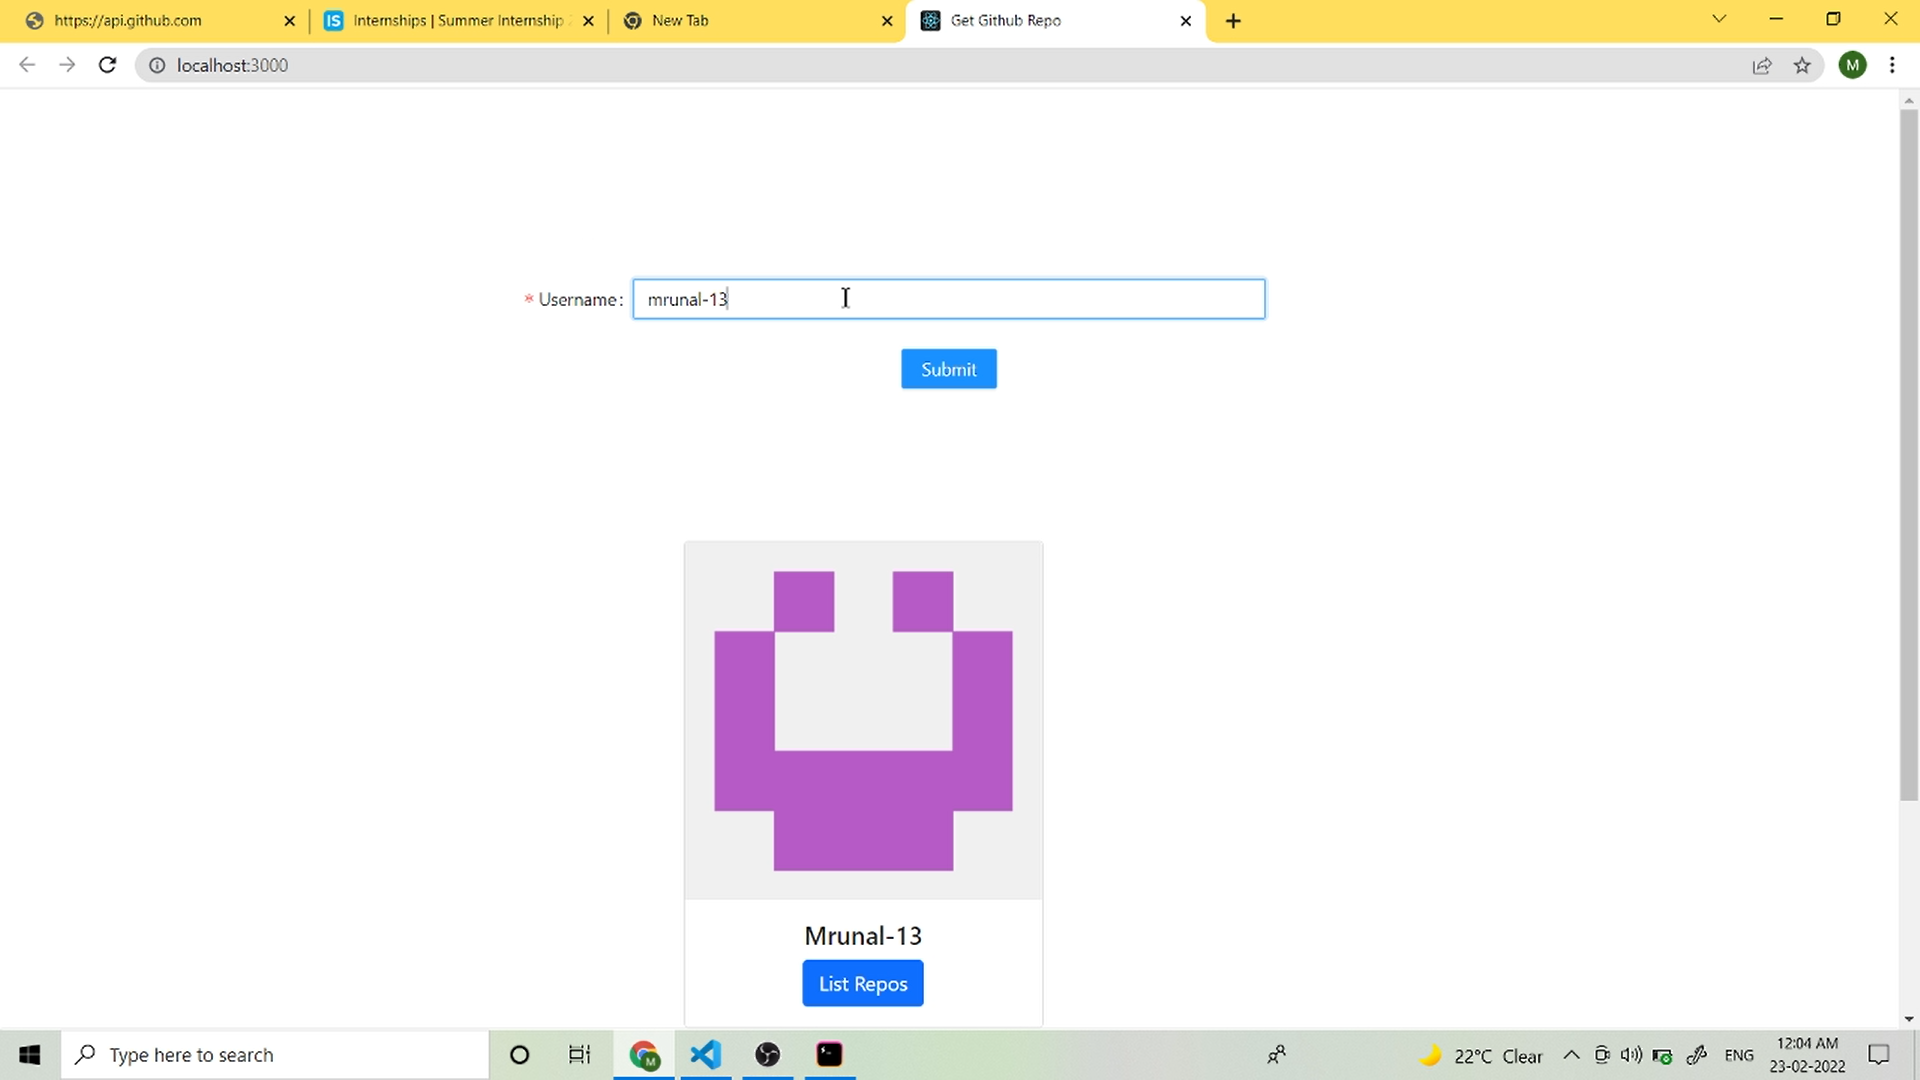 https://api.github.com
Internships | Summer Internship
New Tab
Get Github Repo
localhost:3000
M
* Username:
mrunal-13
Submit
Mrunal-13
List Repos
Type here to search
M
22°C Clear
ENG
12:04 AM
23-02-2022